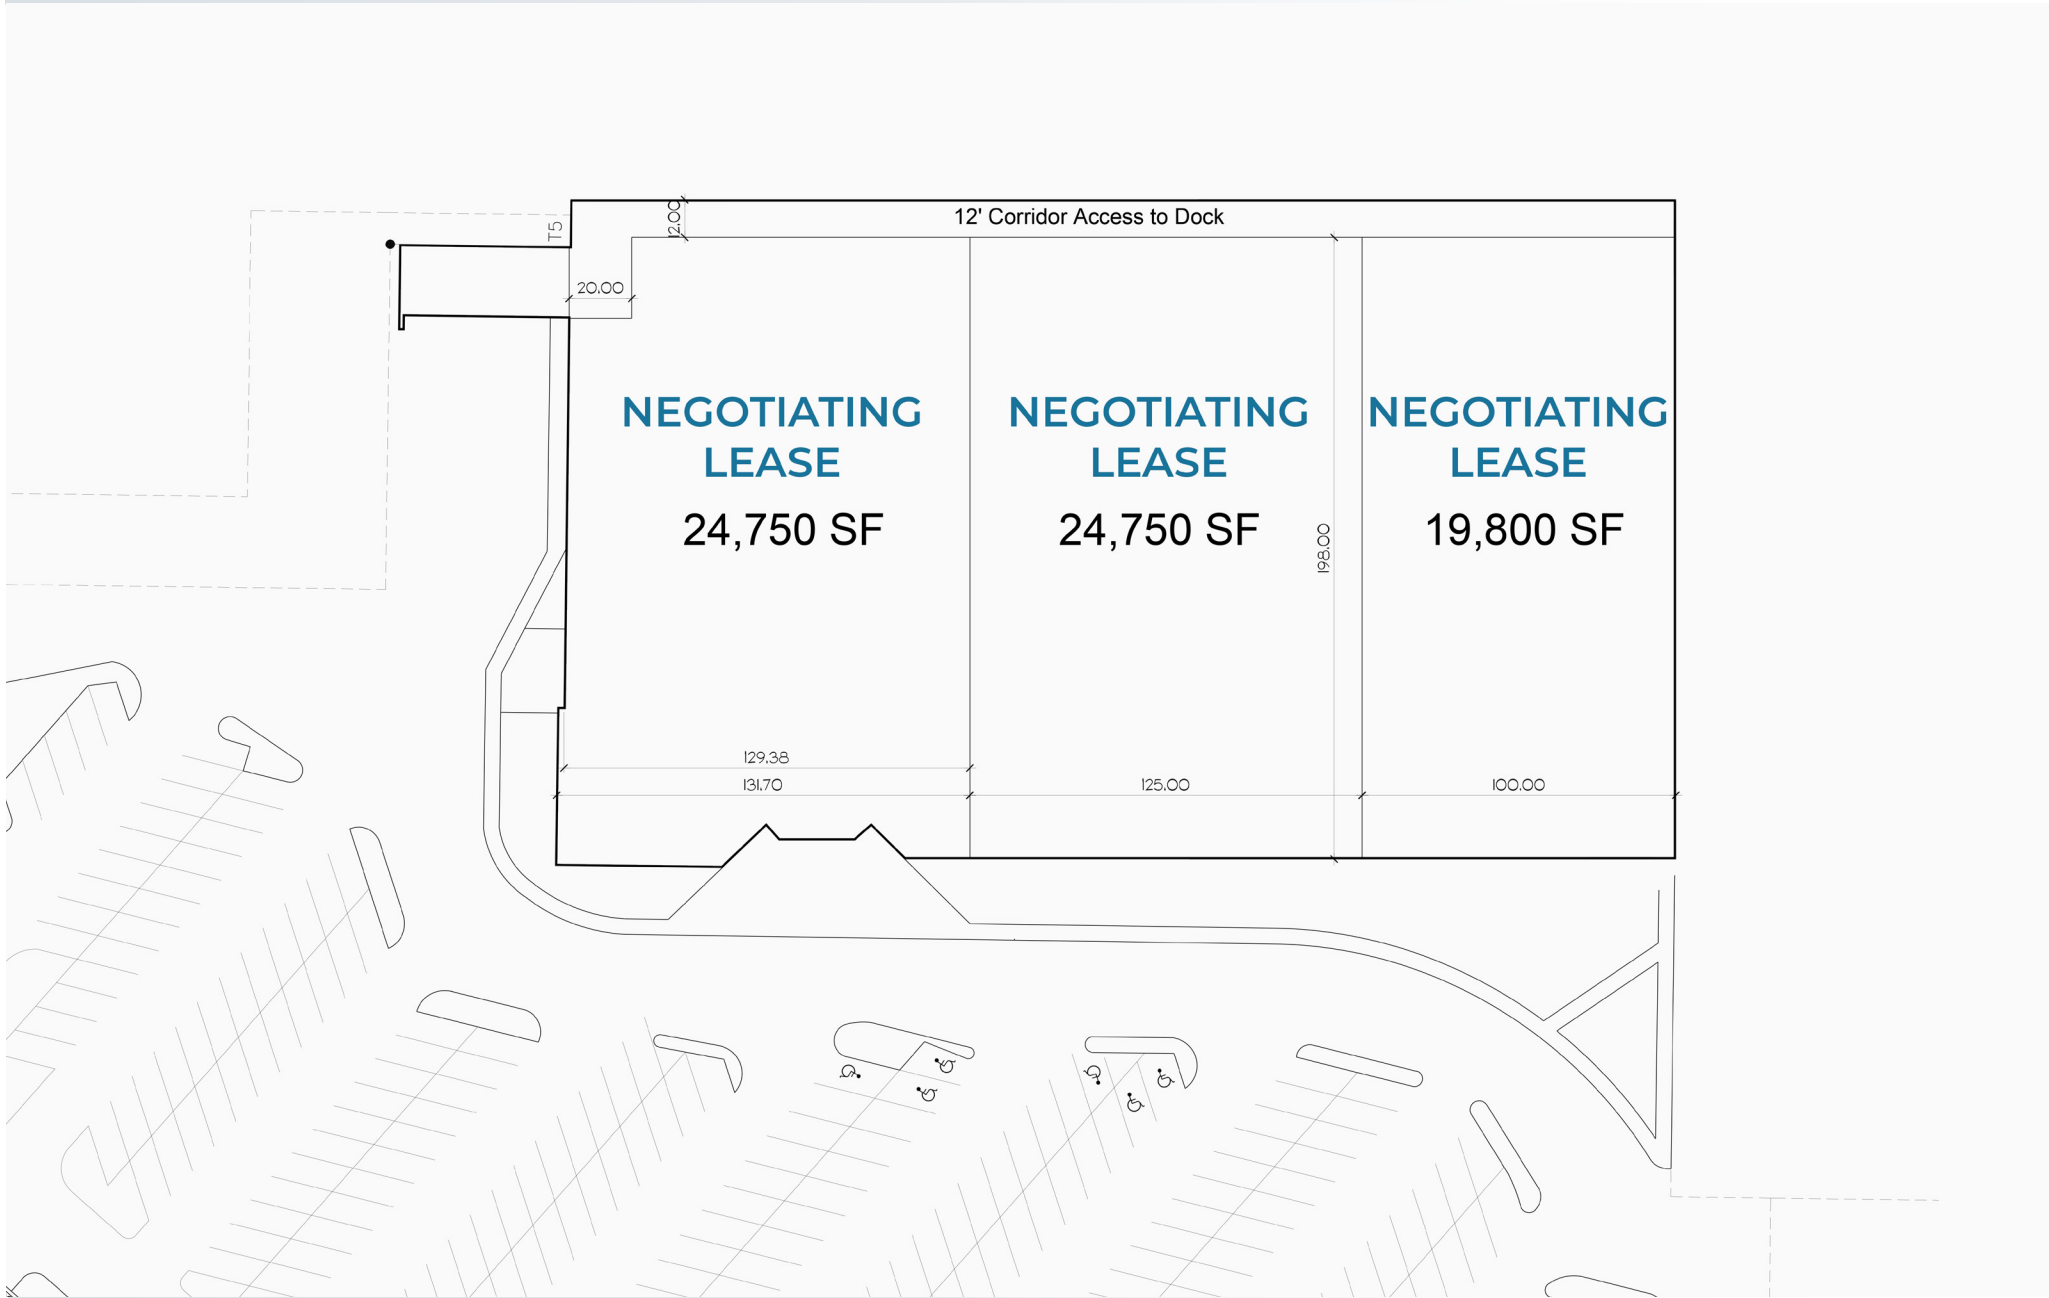 12' Corridor Access to Dock
12.00
T5
20.00
NEGOTIATING
LEASE
24,750 SF
NEGOTIATING
LEASE
24,750 SF
NEGOTIATING
LEASE
19,800 SF
198.00
129.38
131.70
125.00
100.00